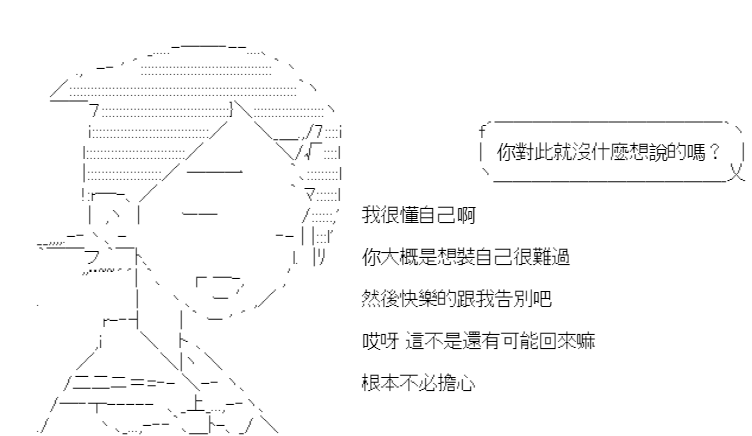 你對此就沒什麼想說的嗎？
我很懂自己啊
你大概是想裝自己很難過
然後快樂的跟我告別吧
哎呀 這不是還有可能回來嘛
根本不必擔心